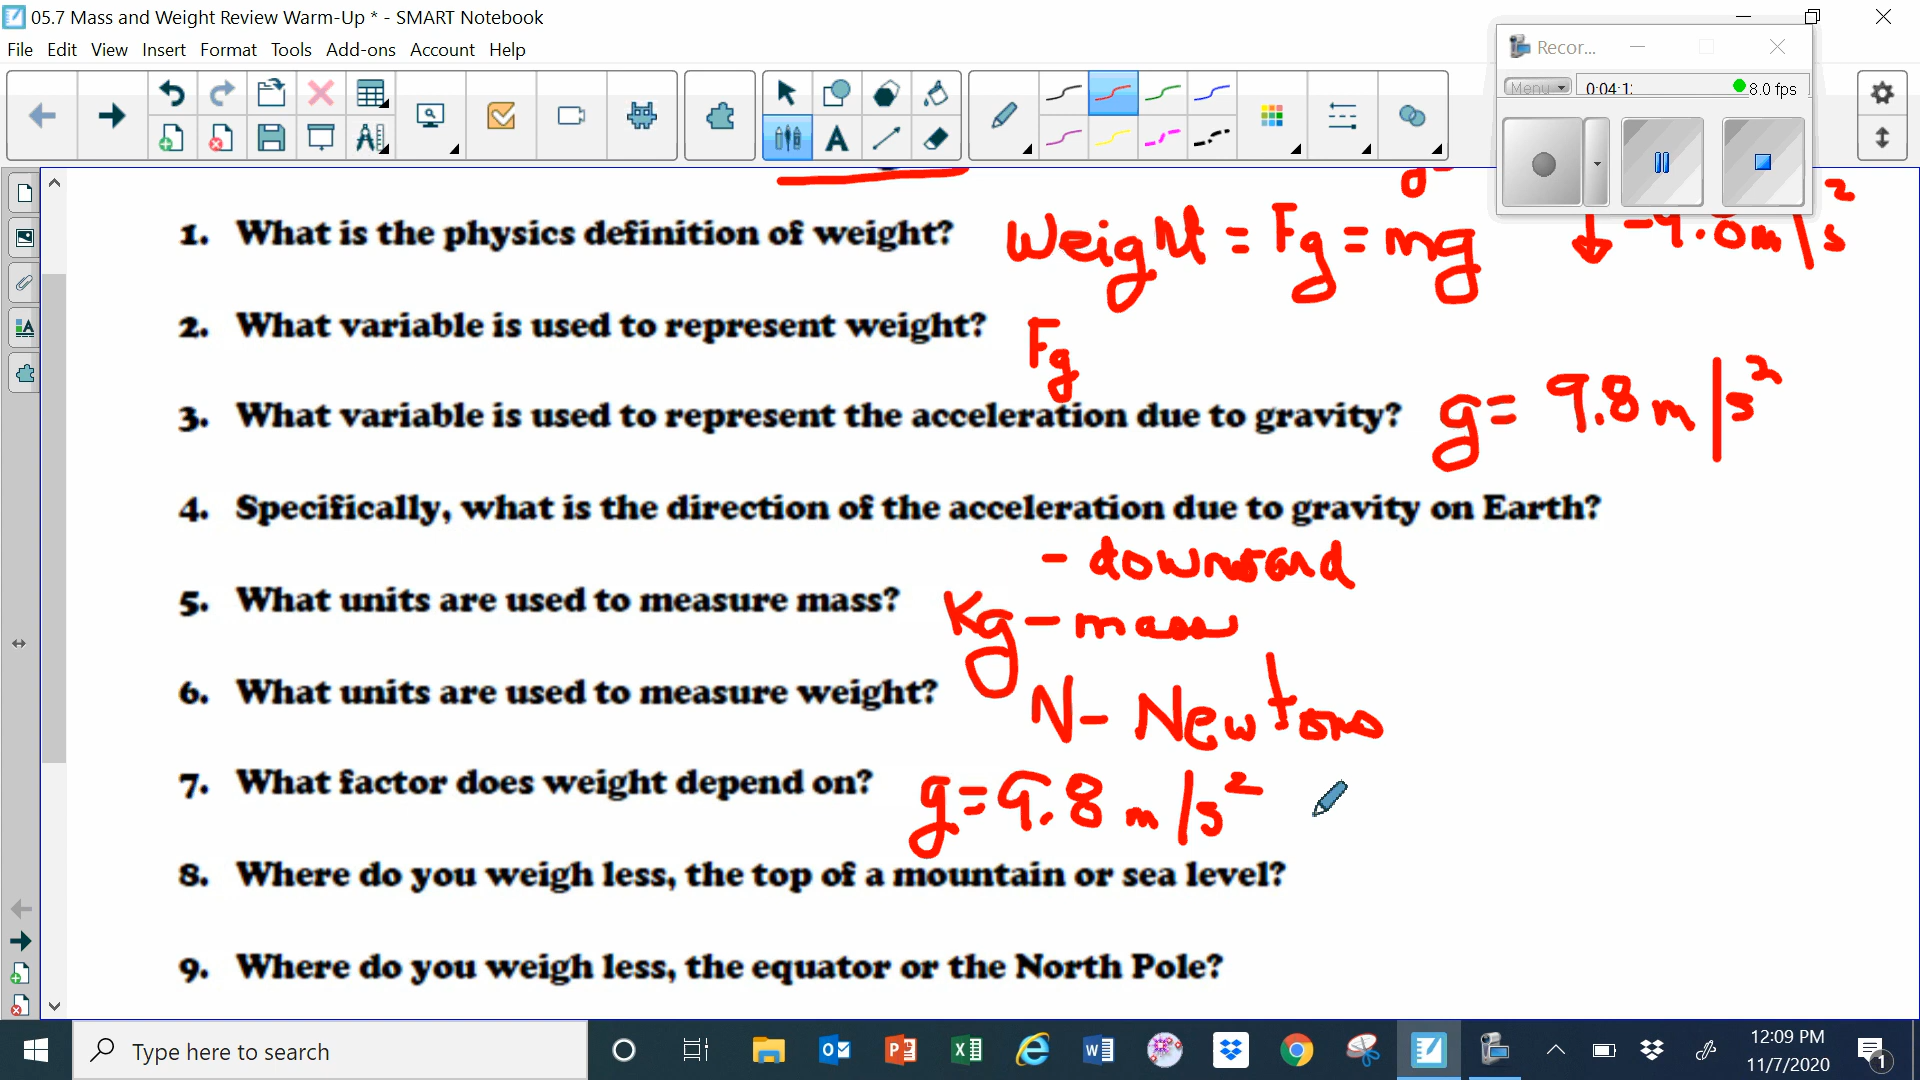 05.7 Mass and Weight Review Warm-Up * - SMART Notebook
File Edit View Insert Format Tools Add-ons Account Help
Recor...
Menu 0:04:1 8.0 fps
1. What is the physics definition of weight? Weight = Fg = mg
2. What variable is used to represent weight? Fg
3. What variable is used to represent the acceleration due to gravity? g = 9.8 m/s²
4. Specifically, what is the direction of the acceleration due to gravity on Earth?
- downward
5. What units are used to measure mass? Kg - mass
6. What units are used to measure weight? N - Newtons
7. What factor does weight depend on? g = 9.8 m/s²
8. Where do you weigh less, the top of a mountain or sea level?
9. Where do you weigh less, the equator or the North Pole?
Type here to search
12:09 PM
11/7/2020
1